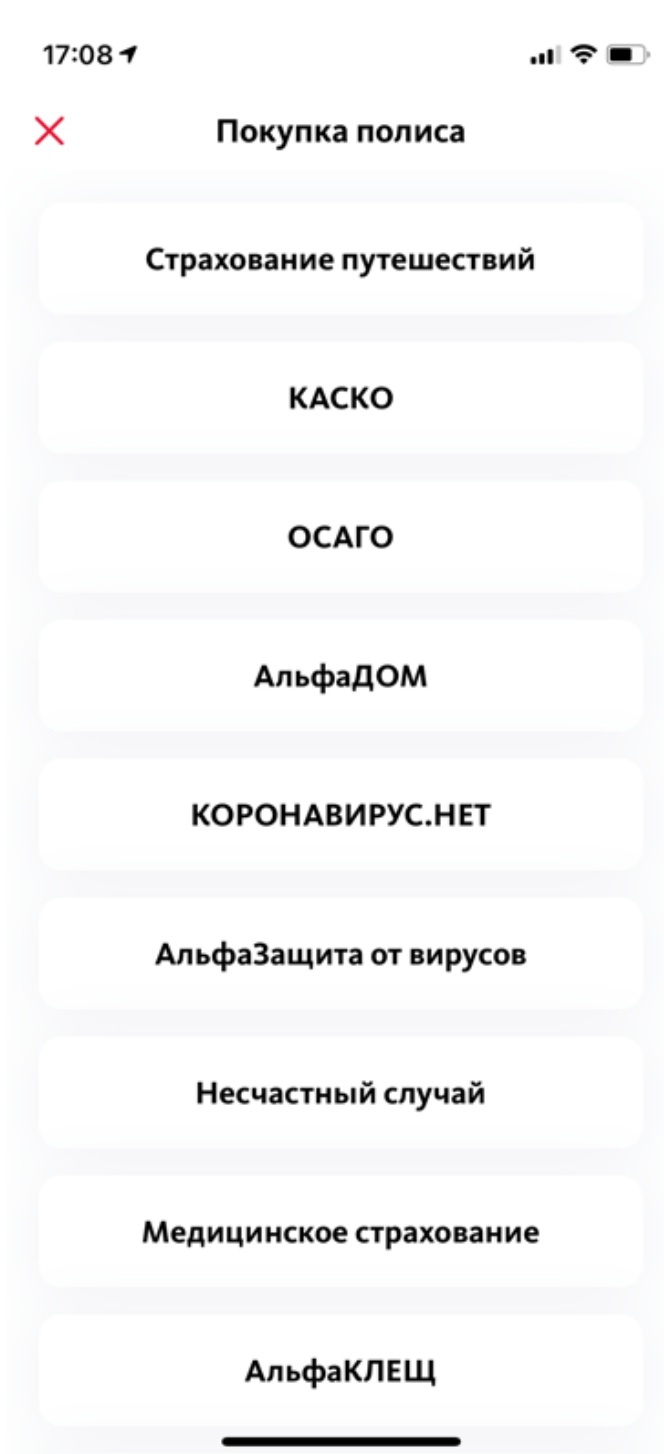 17:08
Покупка полиса
Страхование путешествий
КАСКО
ОСАГО
АльфаДОМ
КОРОНАВИРУС.НЕТ
АльфаЗащита от вирусов
Несчастный случай
Медицинское страхование
АльфаКЛЕЩ